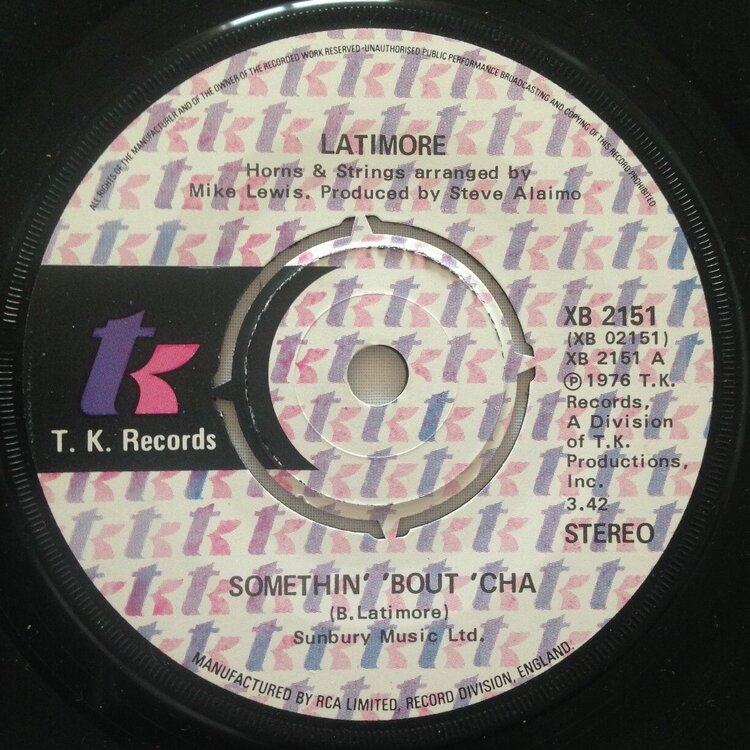 ALL RIGHTS OF THE MANUFACTURER AND OF THE OWNER OF THE RECORDED WORK RESERVED-UNAUTHORISED PUBLIC PERFORMANCE BROADCASTING AND COPYING OF THIS RECORD PROHIBITED
LATIMORE
Horns & Strings arranged by
Mike Lewis. Produced by Steve Alaimo
tk
T. K. Records
XB 2151
(XB 02151)
XB 2151 A
Ⓟ 1976 T.K.
Records,
A Division
of T.K.
Productions,
Inc.
3.42
STEREO
SOMETHIN' 'BOUT 'CHA
(B.Latimore)
Sunbury Music Ltd.
MANUFACTURED BY RCA LIMITED, RECORD DIVISION, ENGLAND.